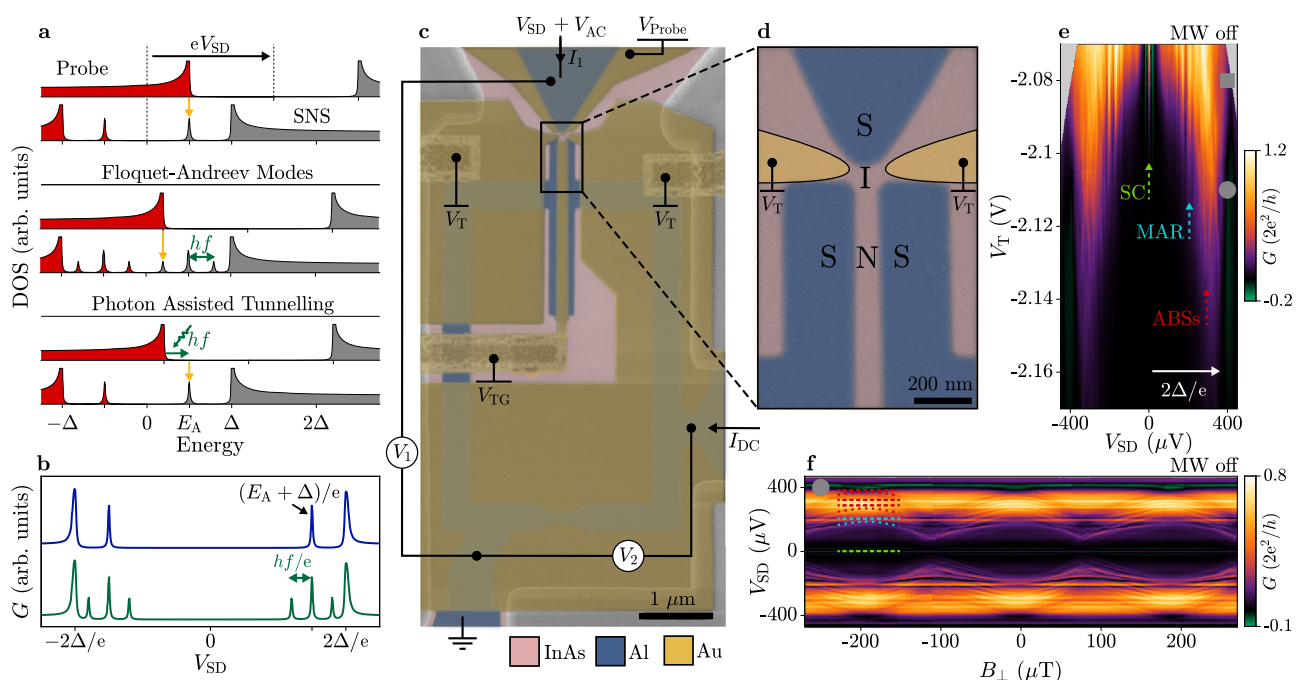 a
eV_SD
Probe
SNS
Floquet-Andreev Modes
hf
Photon Assisted Tunnelling
hf
DOS (arb. units)
−Δ 0 E_A Δ 2Δ
Energy
b
(E_A + Δ)/e
hf/e
G (arb. units)
−2Δ/e 0 2Δ/e
V_SD
c
V_SD + V_AC
I_1
V_Probe
V_T
V_T
V_TG
I_DC
V_1
V_2
1 μm
InAs Al Au
d
S
I
V_T
V_T
S N S
200 nm
e
MW off
-2.08
-2.1
-2.12
-2.14
-2.16
V_T (V)
SC
MAR
ABSs
2Δ/e
-400 0 400
V_SD (μV)
1.2
-0.2
G (2e²/h)
f
MW off
400
0
-400
V_SD (μV)
-200 -100 0 100 200
B_⊥ (μT)
0.8
-0.1
G (2e²/h)